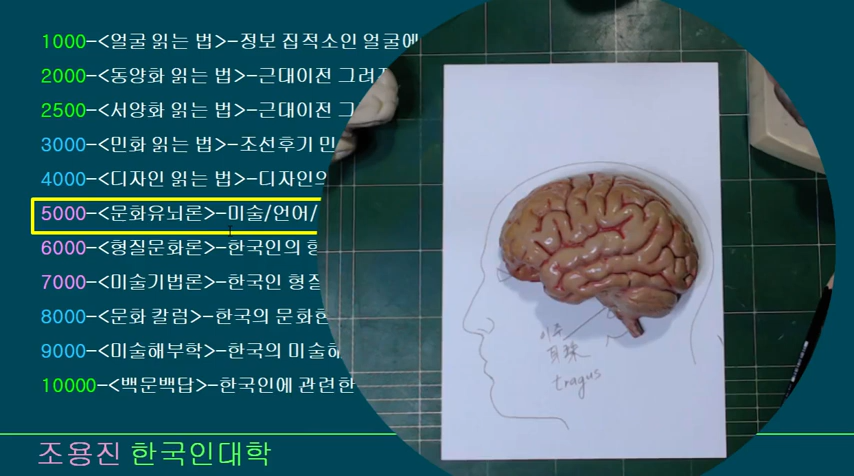 1000-<얼굴 읽는 법>-정보 집적소인 얼굴에
2000-<동양화 읽는 법>-근대이전 그려
2500-<서양화 읽는 법>-근대이전 그
3000-<민화 읽는 법>-조선후기 민
4000-<디자인 읽는 법>-디자인으
5000-<문화유뇌론>-미술/언어/
6000-<형질문화론>-한국인의 형
7000-<미술기법론>-한국인 형질
8000-<문화 칼럼>-한국의 문화현
9000-<미술해부학>-한국의 미술해
10000-<백문백답>-한국인에 관련한
이주
耳珠
tragus
조용진 한국인대학